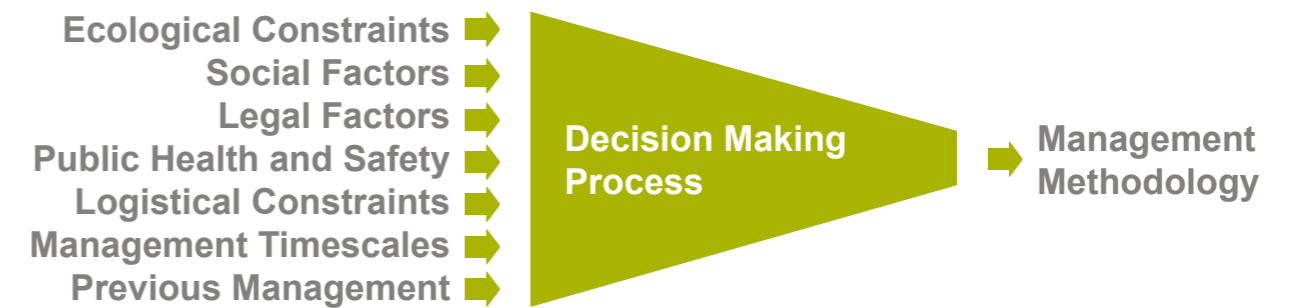 Ecological Constraints
Social Factors
Legal Factors
Public Health and Safety
Logistical Constraints
Management Timescales
Previous Management
Decision Making
Process
Management
Methodology